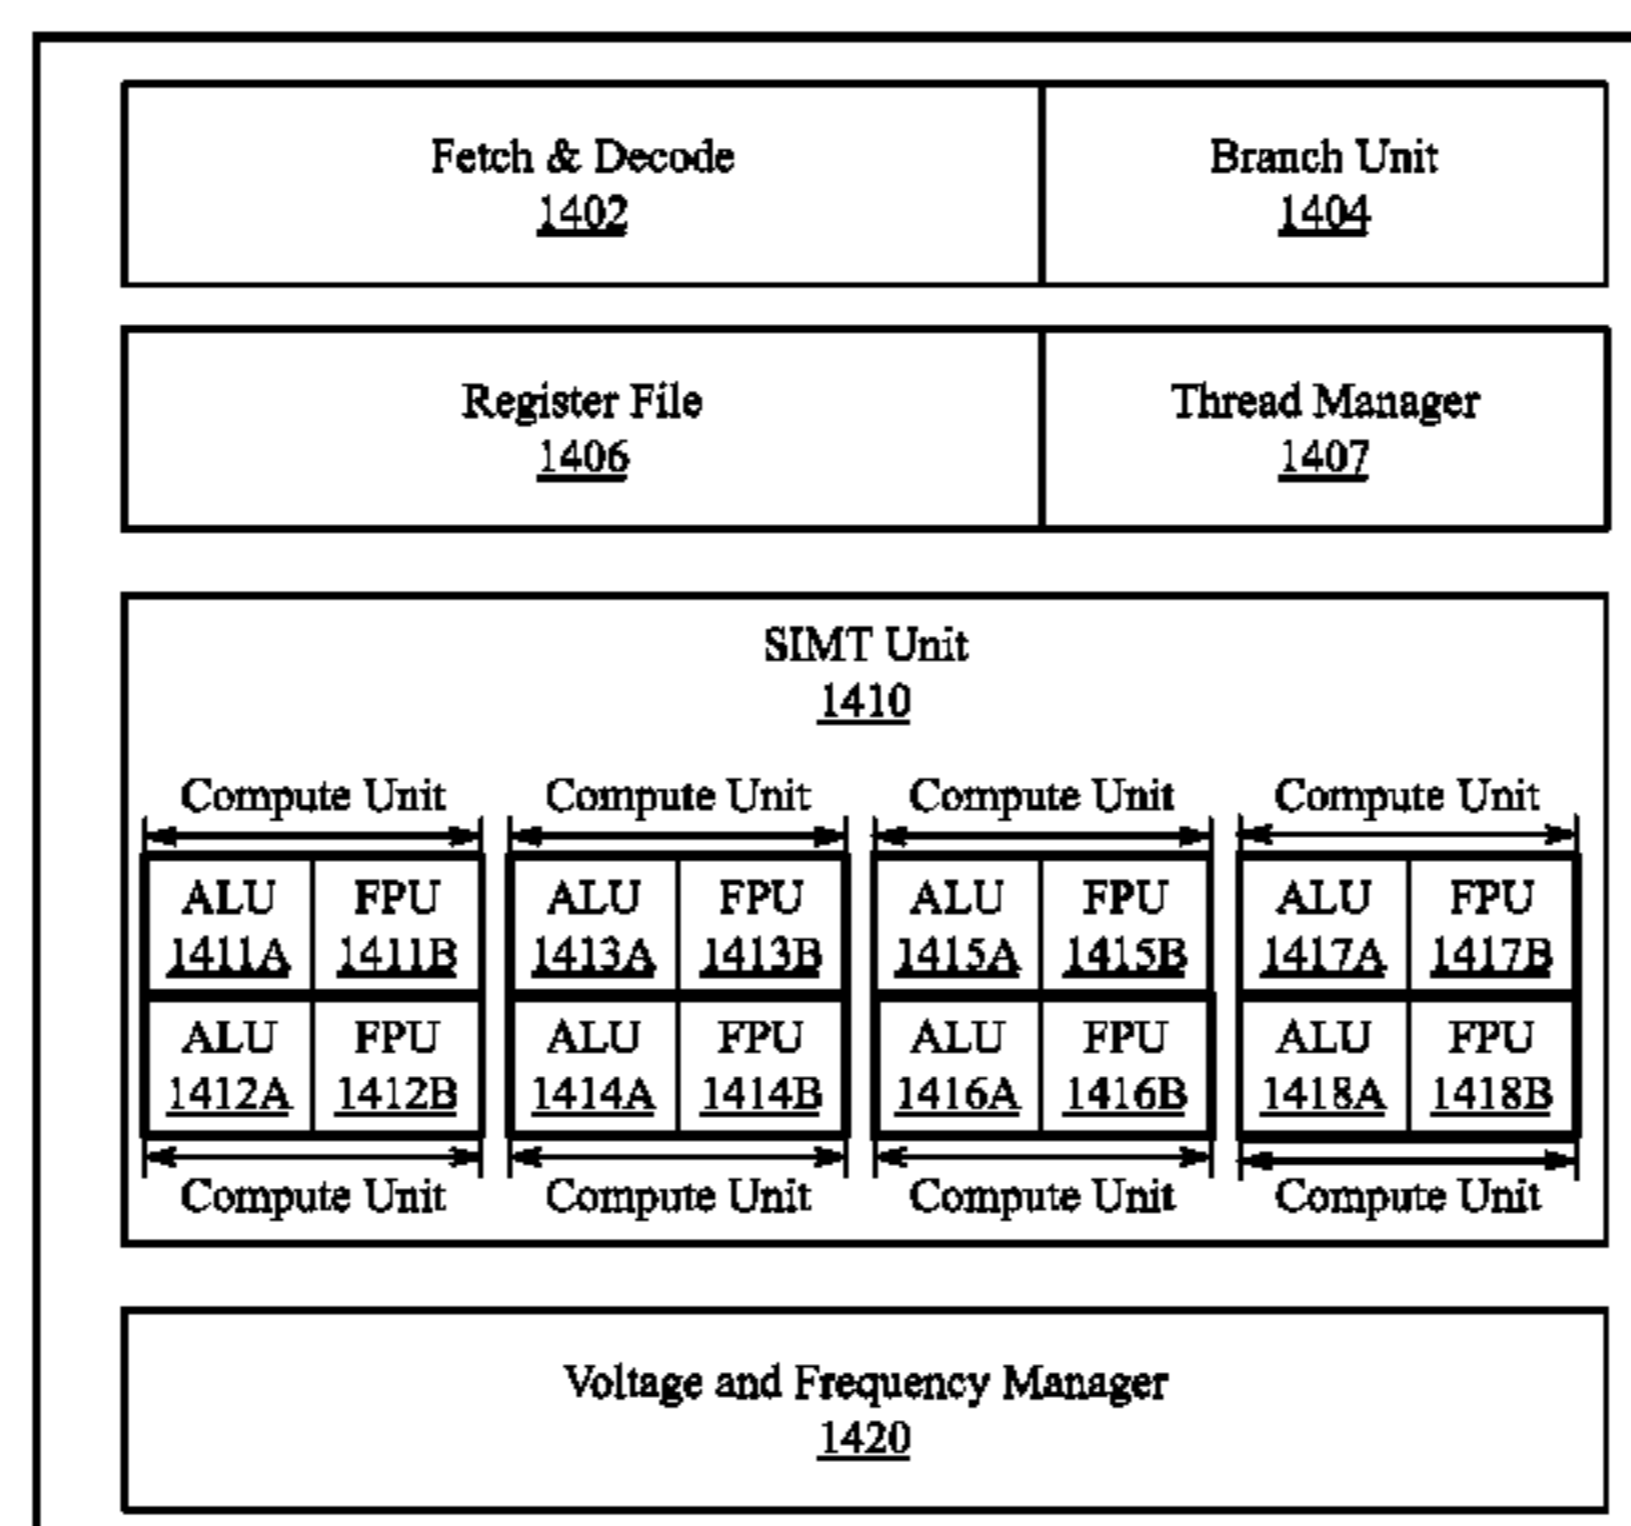 Fetch & Decode
1402
Branch Unit
1404
Register File
1406
Thread Manager
1407
SIMT Unit
1410
Compute Unit Compute Unit Compute Unit Compute Unit
ALU FPU ALU FPU ALU FPU ALU FPU
1411A 1411B 1413A 1413B 1415A 1415B 1417A 1417B
ALU FPU ALU FPU ALU FPU ALU FPU
1412A 1412B 1414A 1414B 1416A 1416B 1418A 1418B
Compute Unit Compute Unit Compute Unit Compute Unit
Voltage and Frequency Manager
1420